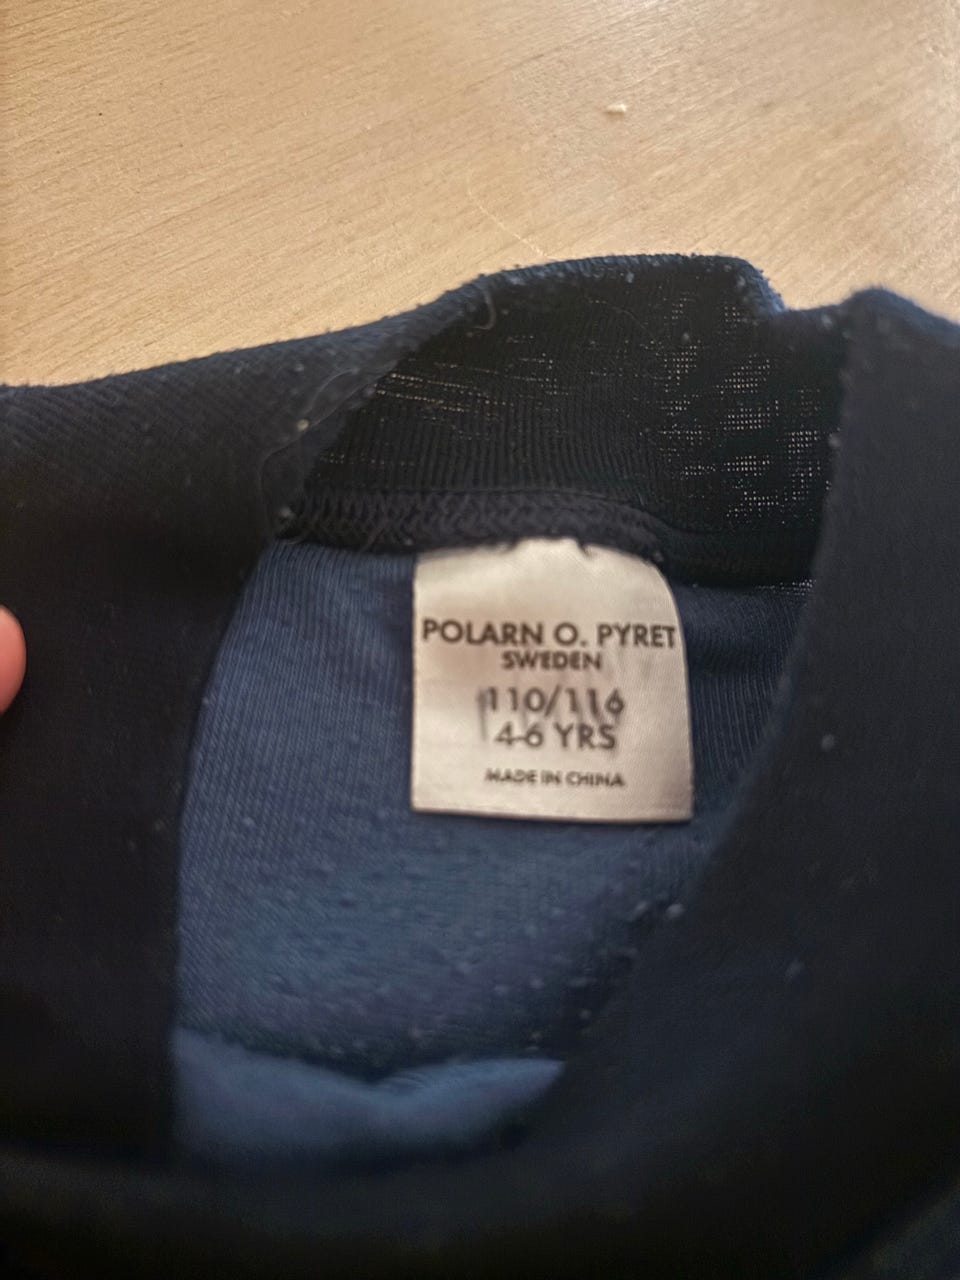 POLARN O. PYRET
SWEDEN
110/116
4-6 YRS
MADE IN CHINA